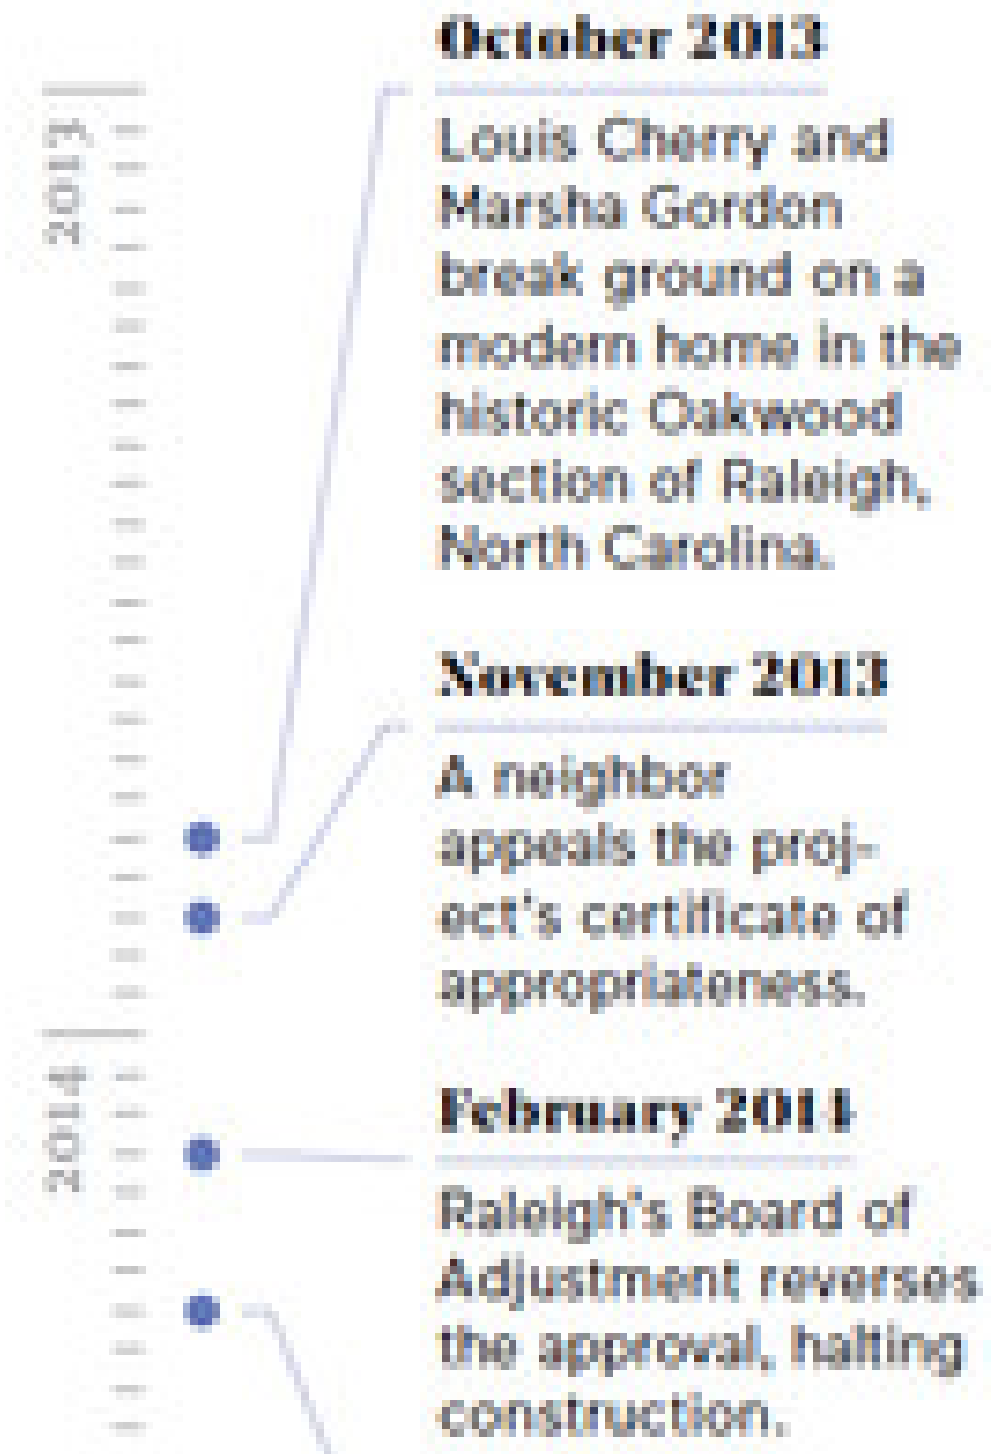 October 2013
2013
Louis Cherry and
Marsha Gordon
break ground on a
modern home in the
historic Oakwood
section of Raleigh,
North Carolina.
November 2013
A neighbor
appeals the proj-
ect's certificate of
appropriateness.
2014
February 2014
Raleigh's Board of
Adjustment reverses
the approval, halting
construction.